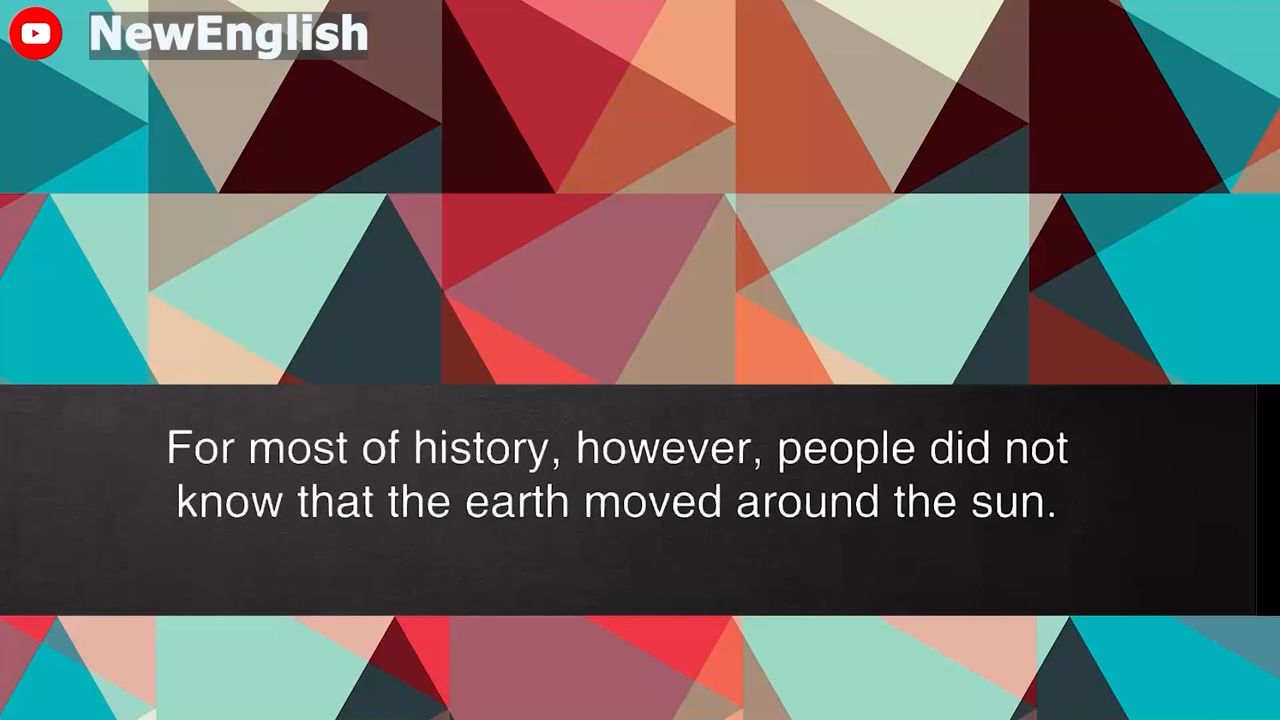 NewEnglish
For most of history, however, people did not
know that the earth moved around the sun.